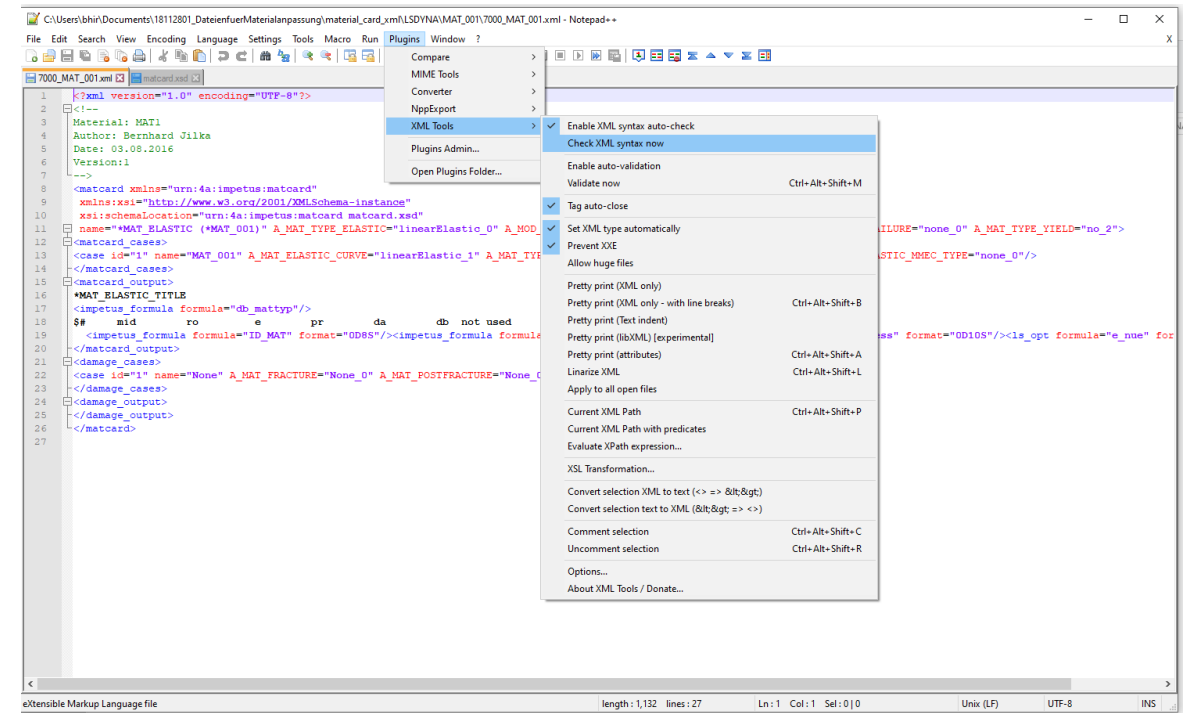 C:\Users\bhir\Documents\18112801_DateienfuerMaterialanpassung\material_card_xml\LSDYNA\MAT_001\7000_MAT_001.xml - Notepad++
File Edit Search View Encoding Language Settings Tools Macro Run Plugins Window ? X
7000_MAT_001.xml matcard.xsd
Compare
MIME Tools
Converter
NppExport
XML Tools
Plugins Admin...
Open Plugins Folder...
Enable XML syntax auto-check
Check XML syntax now
Enable auto-validation
Validate now Ctrl+Alt+Shift+M
Tag auto-close
Set XML type automatically
Prevent XXE
Allow huge files
Pretty print (XML only)
Pretty print (XML only - with line breaks) Ctrl+Alt+Shift+B
Pretty print (Text indent)
Pretty print (libXML) [experimental]
Pretty print (attributes) Ctrl+Alt+Shift+A
Linarize XML Ctrl+Alt+Shift+L
Apply to all open files
Current XML Path Ctrl+Alt+Shift+P
Current XML Path with predicates
Evaluate XPath expression...
XSL Transformation...
Convert selection XML to text (<> => &lt;&gt;)
Convert selection text to XML (&lt;&gt; => <>)
Comment selection Ctrl+Alt+Shift+C
Uncomment selection Ctrl+Alt+Shift+R
Options...
About XML Tools / Donate...
1 <?xml version="1.0" encoding="UTF-8"?>
2 <!--
3 Material: MAT1
4 Author: Bernhard Jilka
5 Date: 03.08.2016
6 Version:1
7 -->
8 <matcard xmlns="urn:4a:impetus:matcard"
9 xmlns:xsi="http://www.w3.org/2001/XMLSchema-instance"
10 xsi:schemaLocation="urn:4a:impetus:matcard matcard.xsd"
11 name="*MAT_ELASTIC (*MAT_001)" A_MAT_TYPE_ELASTIC="linearElastic_0" A_MOD_ ILURE="none_0" A_MAT_TYPE_YIELD="no_2">
12 <matcard_cases>
13 <case id="1" name="MAT_001" A_MAT_ELASTIC_CURVE="linearElastic_1" A_MAT_TYP STIC_MMEC_TYPE="none_0"/>
14 </matcard_cases>
15 <matcard_output>
16 *MAT_ELASTIC_TITLE
17 <impetus_formula formula="db_mattyp"/>
18 $# mid ro e pr da db not used
19 <impetus_formula formula="ID_MAT" format="0D8S"/><impetus_formula formula ss" format="0D10S"/><ls_opt formula="e_nue" for
20 </matcard_output>
21 <damage_cases>
22 <case id="1" name="None" A_MAT_FRACTURE="None_0" A_MAT_POSTFRACTURE="None_0
23 </damage_cases>
24 <damage_output>
25 </damage_output>
26 </matcard>
27
eXtensible Markup Language file length : 1,132 lines : 27 Ln : 1 Col : 1 Sel : 0 | 0 Unix (LF) UTF-8 INS